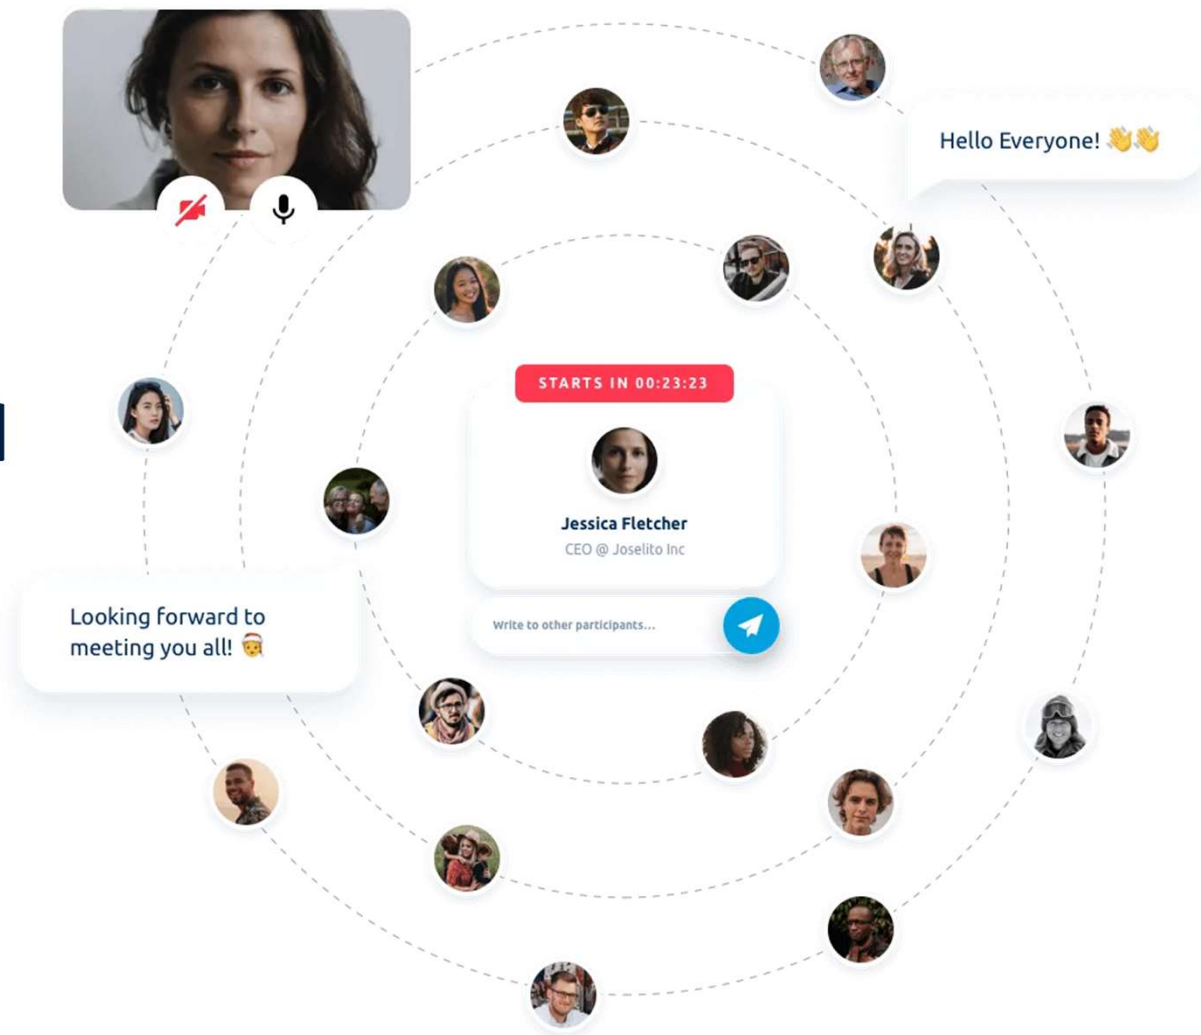 Hello Everyone! 👋👋
STARTS IN 00:23:23
Jessica Fletcher
CEO @ Joselito Inc
Write to other participants...
Looking forward to
meeting you all! 🤶